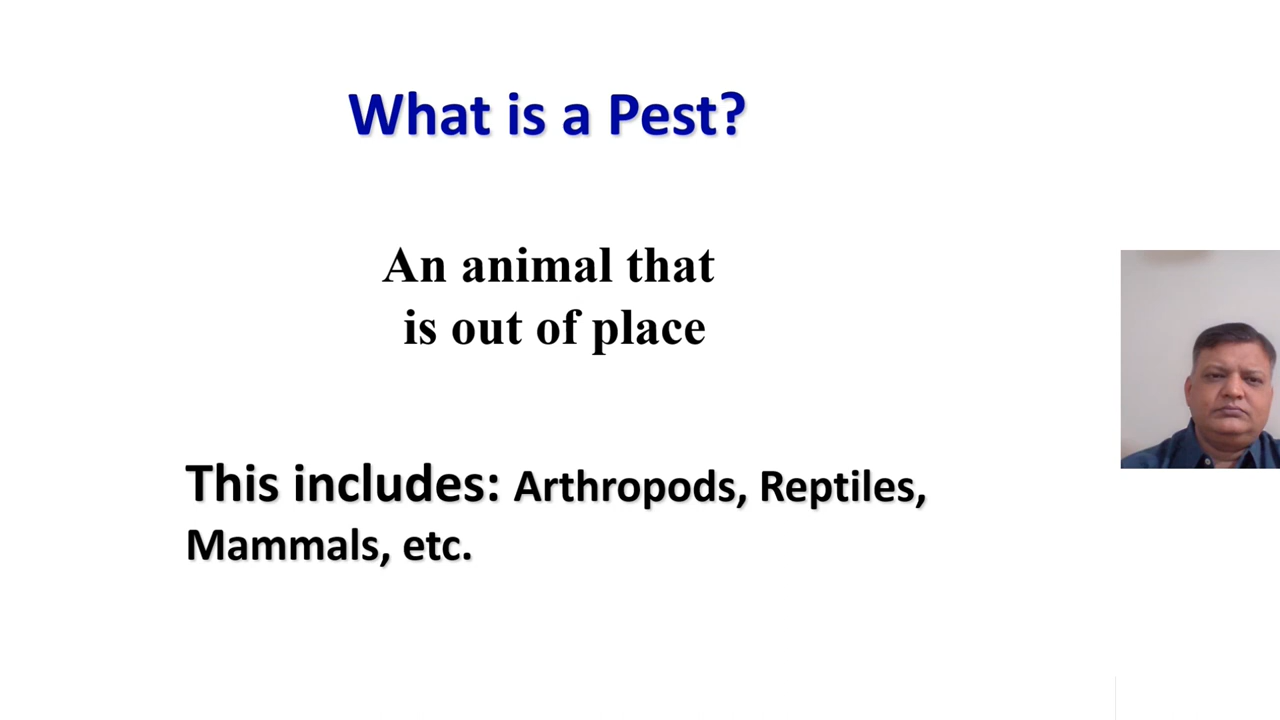 What is a Pest?
An animal that
is out of place
This includes: Arthropods, Reptiles,
Mammals, etc.